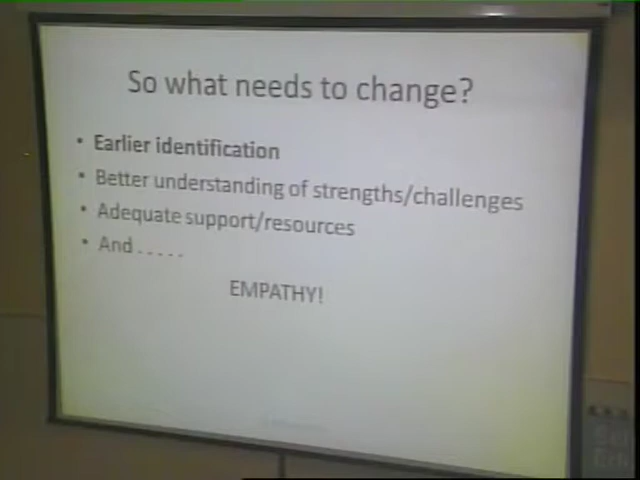 So what needs to change?
• Earlier identification
• Better understanding of strengths/challenges
• Adequate support/resources
• And . . . . .
EMPATHY!